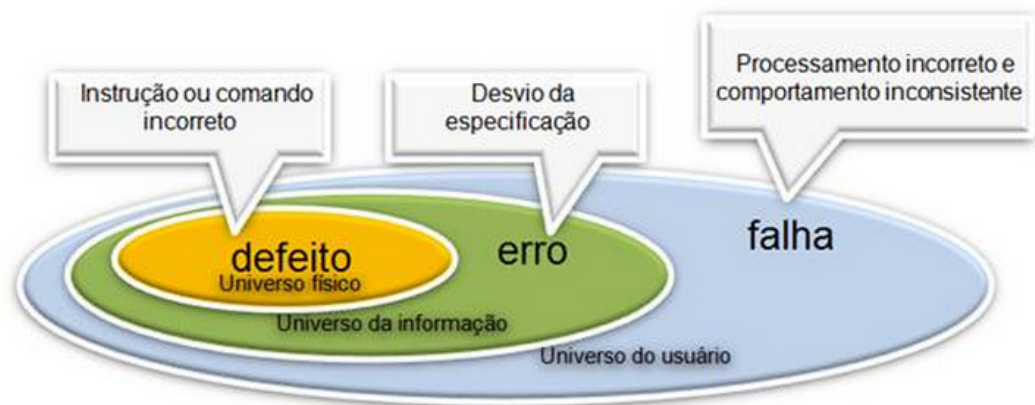 Instrução ou comando
incorreto
Desvio da
especificação
Processamento incorreto e
comportamento inconsistente
defeito
Universo físico
erro
Universo da informação
falha
Universo do usuário